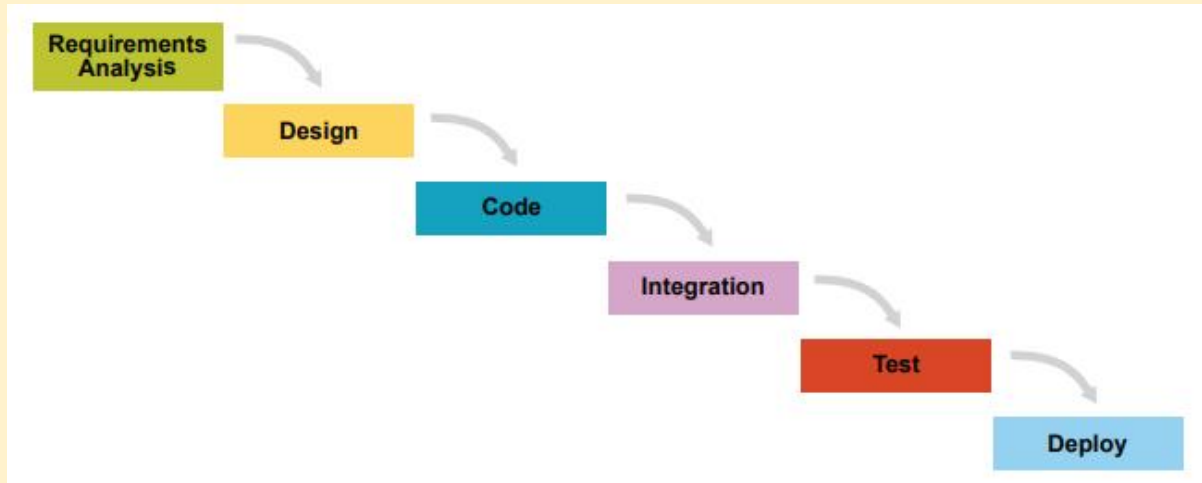 Requirements
Analysis
Design
Code
Integration
Test
Deploy